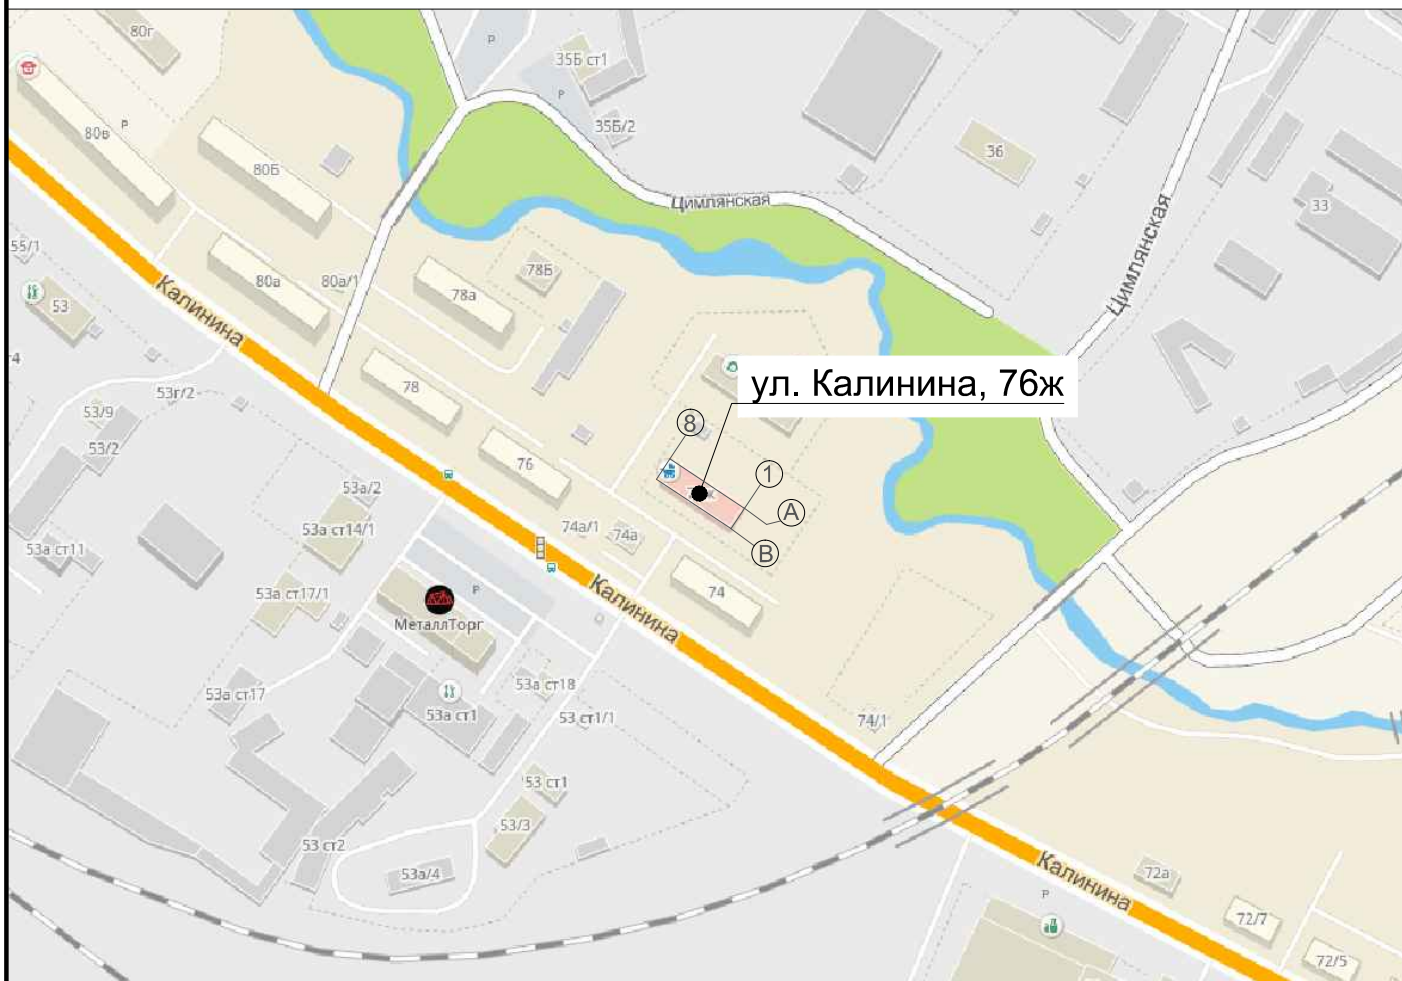 80г
35Б ст1
P
P
80в
P
35Б/2
36
80Б
Цимлянская
Цимлянская
33
55/1
80а
80а/1
78Б
78а
53
Калинина
ул. Калинина, 76ж
78
53г/2
53/9
53/2
8
76
1
53а/2
А
53а ст14/1
74а/1
74а
В
53а ст11
53а ст17/1
P
74
Калинина
МеталлТорг
53а ст17
53а ст18
53а ст1
53 ст1/1
74/1
53 ст1
53/3
53 ст2
53а/4
Калинина
72а
P
72/7
72/5